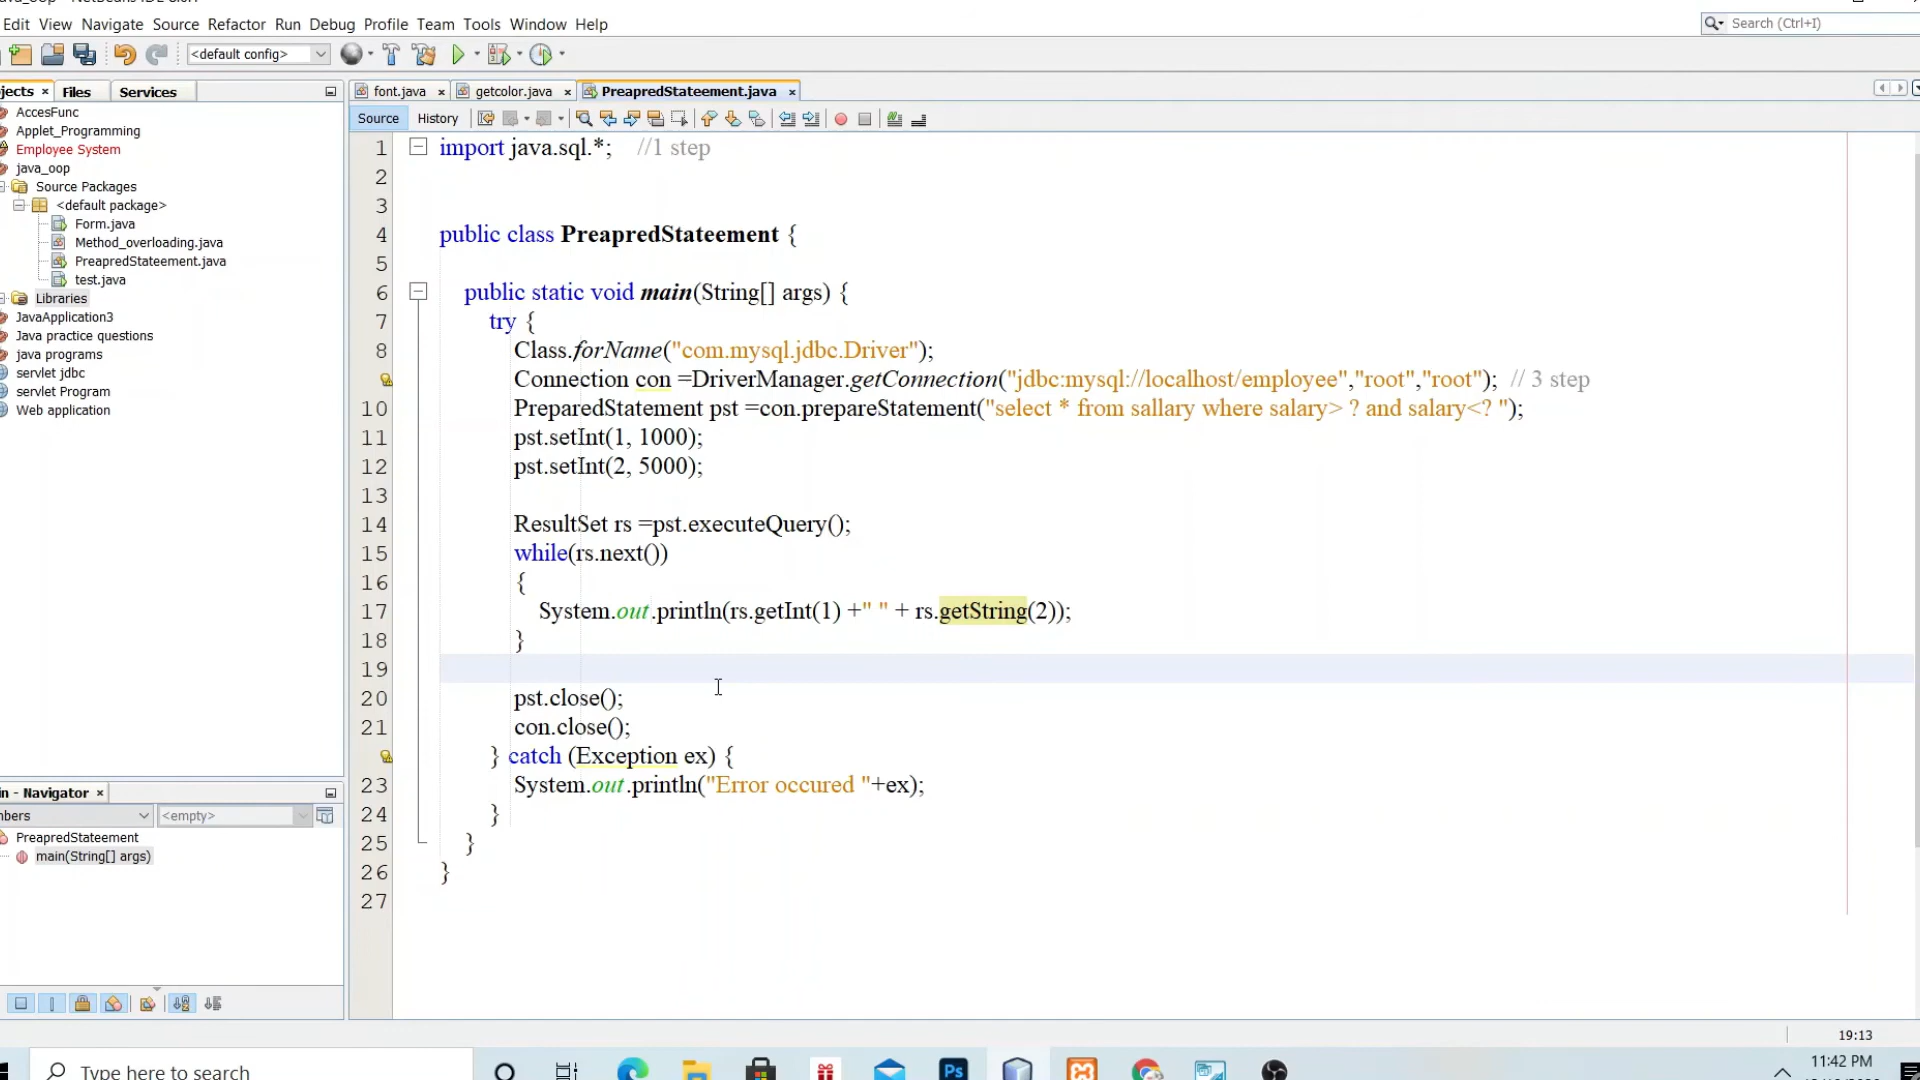 Edit View Navigate Source Refactor Run Debug Profile Team Tools Window Help
Search (Ctrl+I)
<default config>
Files
Services
font.java
getcolor.java
PreapredStateement.java
AccesFunc
Applet_Programming
Employee System
java_oop
Source Packages
<default package>
Form.java
Method_overloading.java
PreapredStateement.java
test.java
Libraries
JavaApplication3
Java practice questions
java programs
servlet jdbc
servlet Program
Web application
Source
History
1 import java.sql.*; //1 step
2
3
4 public class PreapredStateement {
5
6 public static void main(String[] args) {
7 try {
8 Class.forName("com.mysql.jdbc.Driver");
Connection con =DriverManager.getConnection("jdbc:mysql://localhost/employee","root","root"); // 3 step
10 PreparedStatement pst =con.prepareStatement("select * from sallary where salary> ? and salary<? ");
11 pst.setInt(1, 1000);
12 pst.setInt(2, 5000);
13
14 ResultSet rs =pst.executeQuery();
15 while(rs.next())
16 {
17 System.out.println(rs.getInt(1) +" " + rs.getString(2));
18 }
19
20 pst.close();
21 con.close();
} catch (Exception ex) {
23 System.out.println("Error occured "+ex);
24 }
25 }
26 }
27
- Navigator
<empty>
PreapredStateement
main(String[] args)
19:13
Type here to search
Ps
11:42 PM